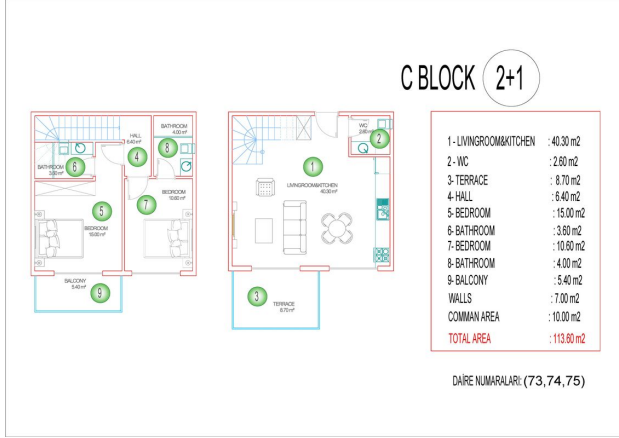 C BLOCK 2+1
BATHROOM
4.00 m²
HALL
6.40 m²
4
8
BATHROOM
3.60 m²
6
BEDROOM
10.60 m²
7
5
BEDROOM
BALCONY
5.40 m²
9
WC
2.60 m²
2
1
LIVINGROOM&KITCHEN
40.30 m²
3
TERRACE
8.70 m²
1 - LIVINGROOM&KITCHEN : 40.30 m2
2 - WC : 2.60 m2
3- TERRACE : 8.70 m2
4- HALL : 6.40 m2
5- BEDROOM : 15.00 m2
6- BATHROOM : 3.60 m2
7- BEDROOM : 10.60 m2
8- BATHROOM : 4.00 m2
9- BALCONY : 5.40 m2
WALLS : 7.00 m2
COMMAN AREA : 10.00 m2
TOTAL AREA : 113.60 m2
DAİRE NUMARALARI: (73,74,75)